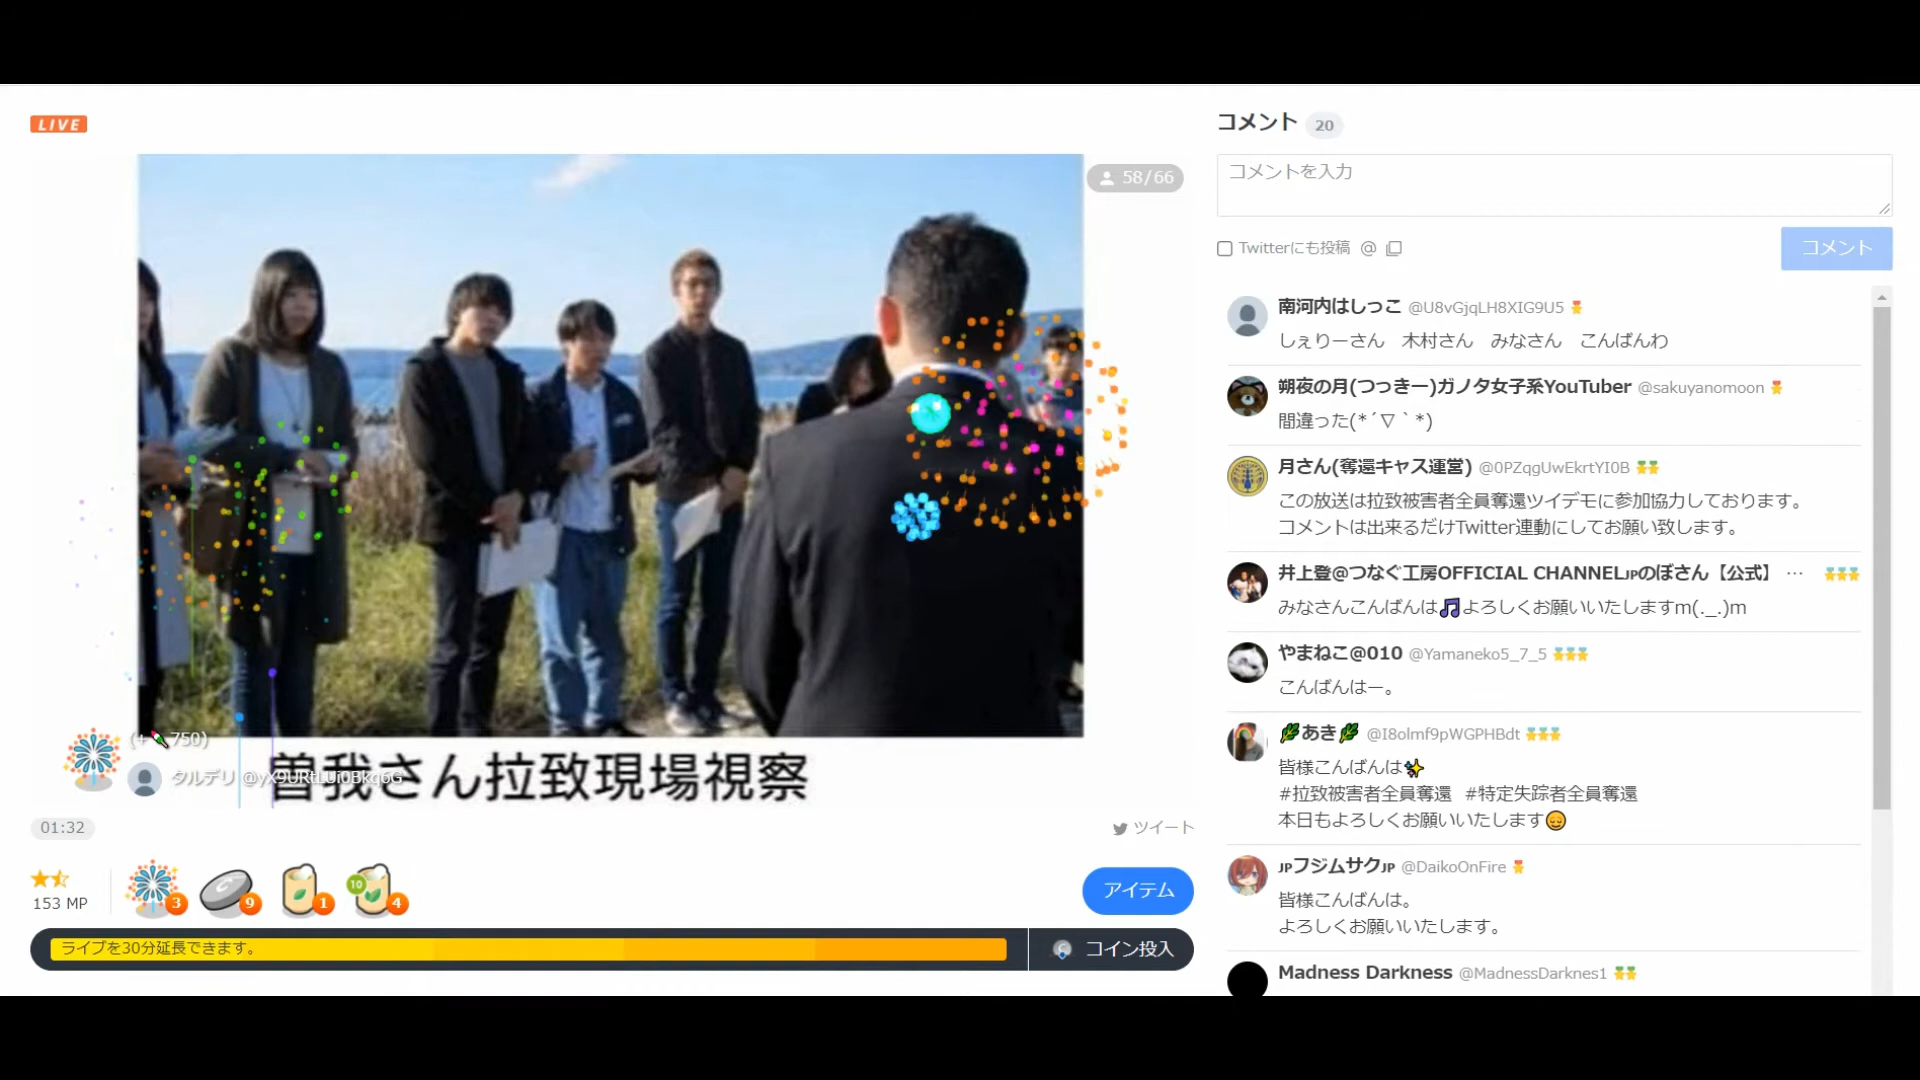 LIVE
58/66
(+750)
タルデリ
曽我さん拉致現場視察
01:32
ツイート
153 MP
3
9
1
10
4
アイテム
ライブを30分延長できます。
コイン投入
コメント 20
コメントを入力
Twitterにも投稿 @
コメント
南河内はしっこ @U8vGjqLH8XIG9U5
しぇりーさん 木村さん みなさん こんばんわ
朔夜の月(つっきー)ガノタ女子系YouTuber @sakuyanomoon
間違った(*´▽｀*)
月さん(奪還キャス運営) @0PZqgUwEkrtYI0B
この放送は拉致被害者全員奪還ツイデモに参加協力しております。
コメントは出来るだけTwitter連動にしてお願い致します。
井上登@つなぐ工房OFFICIAL CHANNELJPのぼさん【公式】 …
みなさんこんばんは🎵よろしくお願いいたしますm(._.)m
やまねこ@010 @Yamaneko5_7_5
こんばんはー。
🌿あき🌿 @I8olmf9pWGPHBdt
皆様こんばんは✨
#拉致被害者全員奪還 #特定失踪者全員奪還
本日もよろしくお願いいたします😌
JPフジムサクJP @DaikoOnFire
皆様こんばんは。
よろしくお願いいたします。
Madness Darkness @MadnessDarknes1